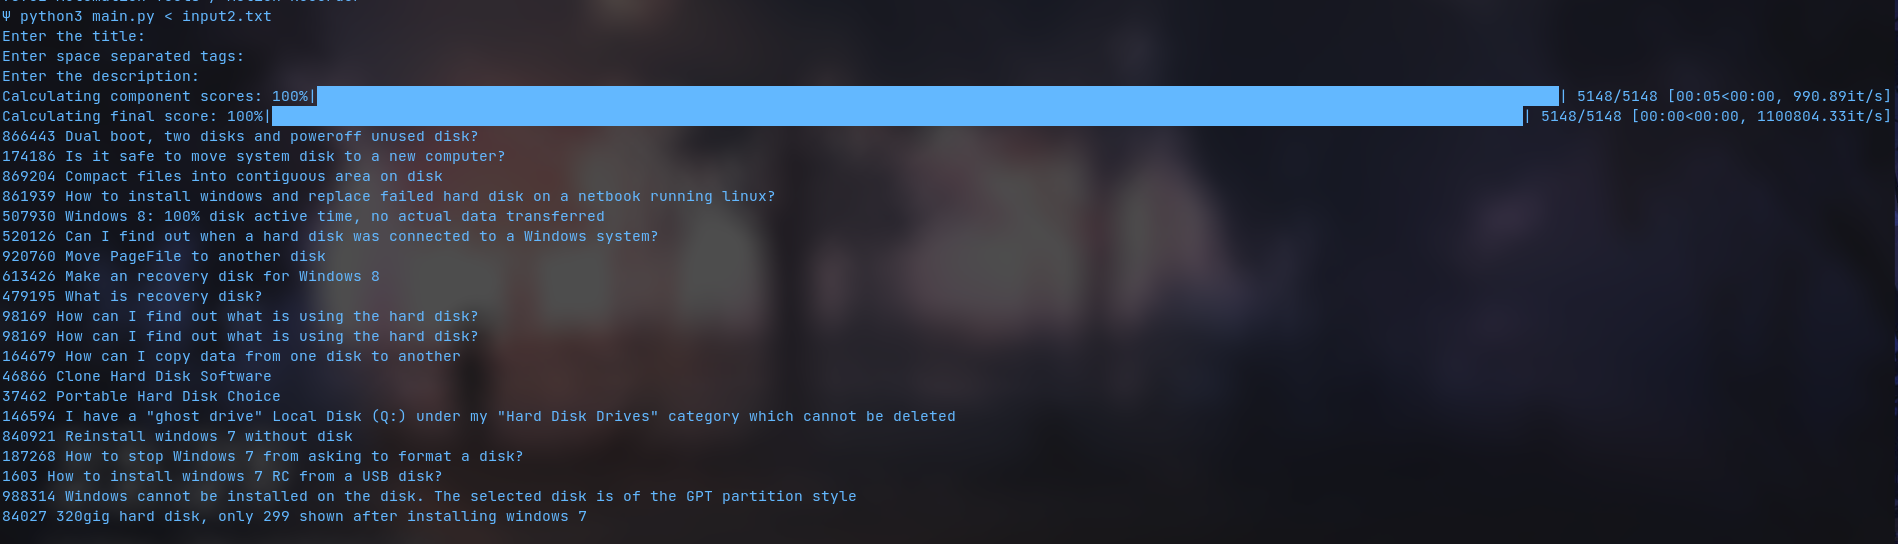 Ψ python3 main.py < input2.txt
Enter the title:
Enter space separated tags:
Enter the description:
Calculating component scores: 100%| | 5148/5148 [00:05<00:00, 990.89it/s]
Calculating final score: 100%| | 5148/5148 [00:00<00:00, 1100804.33it/s]
866443 Dual boot, two disks and poweroff unused disk?
174186 Is it safe to move system disk to a new computer?
869204 Compact files into contiguous area on disk
861939 How to install windows and replace failed hard disk on a netbook running linux?
507930 Windows 8: 100% disk active time, no actual data transferred
520126 Can I find out when a hard disk was connected to a Windows system?
920760 Move PageFile to another disk
613426 Make an recovery disk for Windows 8
479195 What is recovery disk?
98169 How can I find out what is using the hard disk?
98169 How can I find out what is using the hard disk?
164679 How can I copy data from one disk to another
46866 Clone Hard Disk Software
37462 Portable Hard Disk Choice
146594 I have a "ghost drive" Local Disk (Q:) under my "Hard Disk Drives" category which cannot be deleted
840921 Reinstall windows 7 without disk
187268 How to stop Windows 7 from asking to format a disk?
1603 How to install windows 7 RC from a USB disk?
988314 Windows cannot be installed on the disk. The selected disk is of the GPT partition style
84027 320gig hard disk, only 299 shown after installing windows 7